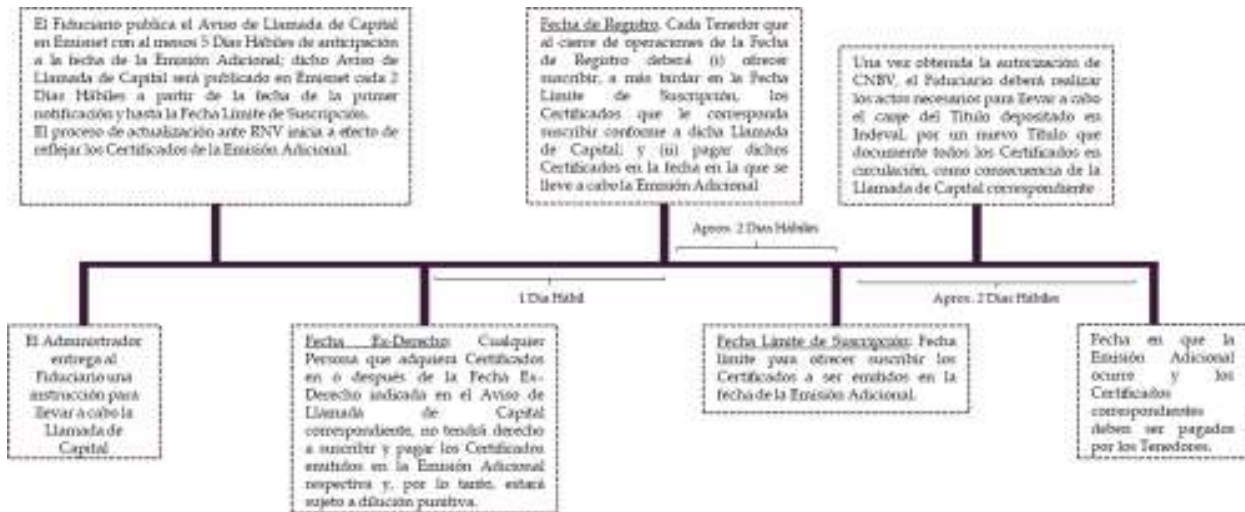 El Fiduciario publica el Aviso de Llamada de Capital
en Emisnet con al menos 5 Días Hábiles de anticipación
a la fecha de la Emisión Adicional; dicho Aviso de
Llamada de Capital será publicado en Emisnet cada 2
Días Hábiles a partir de la fecha de la primer
notificación y hasta la Fecha Límite de Suscripción.
El proceso de actualización ante RNV inicia a efecto de
reflejar los Certificados de la Emisión Adicional.
Fecha de Registro. Cada Tenedor que
al cierre de operaciones de la Fecha
de Registro deberá (i) ofrecer
suscribir, a más tardar en la Fecha
Límite de Suscripción, los
Certificados que le corresponda
suscribir conforme a dicha Llamada
de Capital; y (iii) pagar dichos
Certificados en la fecha en la que se
lleve a cabo la Emisión Adicional
Una vez obtenida la autorización de
CNBV, el Fiduciario deberá realizar
los actos necesarios para llevar a cabo
el canje del Título depositado en
Indeval, por un nuevo Título que
documente todos los Certificados en
circulación, como consecuencia de la
Llamada de Capital correspondiente
Aprox. 2 Días Hábiles
1 Día Hábil
Aprox. 2 Días Hábiles
El Administrador
entrega al
Fiduciario una
instrucción para
llevar a cabo la
Llamada de
Capital
Fecha Ex-Derecho: Cualquier
Persona que adquiera Certificados
en o después de la Fecha Ex-
Derecho indicada en el Aviso de
Llamada de Capital
correspondiente, no tendrá derecho
a suscribir y pagar los Certificados
emitidos en la Emisión Adicional
respectiva y, por lo tanto, estará
sujeto a dilución punitiva.
Fecha Límite de Suscripción: Fecha
límite para ofrecer suscribir los
Certificados a ser emitidos en la
fecha de la Emisión Adicional.
Fecha en que la
Emisión Adicional
ocurre y los
Certificados
correspondientes
deben ser pagados
por los Tenedores.